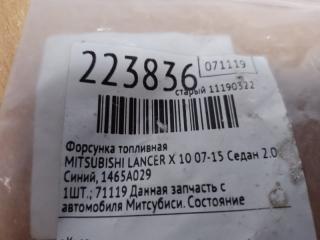 223836
071119
старый 11190322
Форсунка топливная
MITSUBISHI LANCER X 10 07-15 Седан 2.0
Синий, 1465A029
1ШТ.; 71119 Данная запчасть с
автомобиля Митсубиси. Состояние